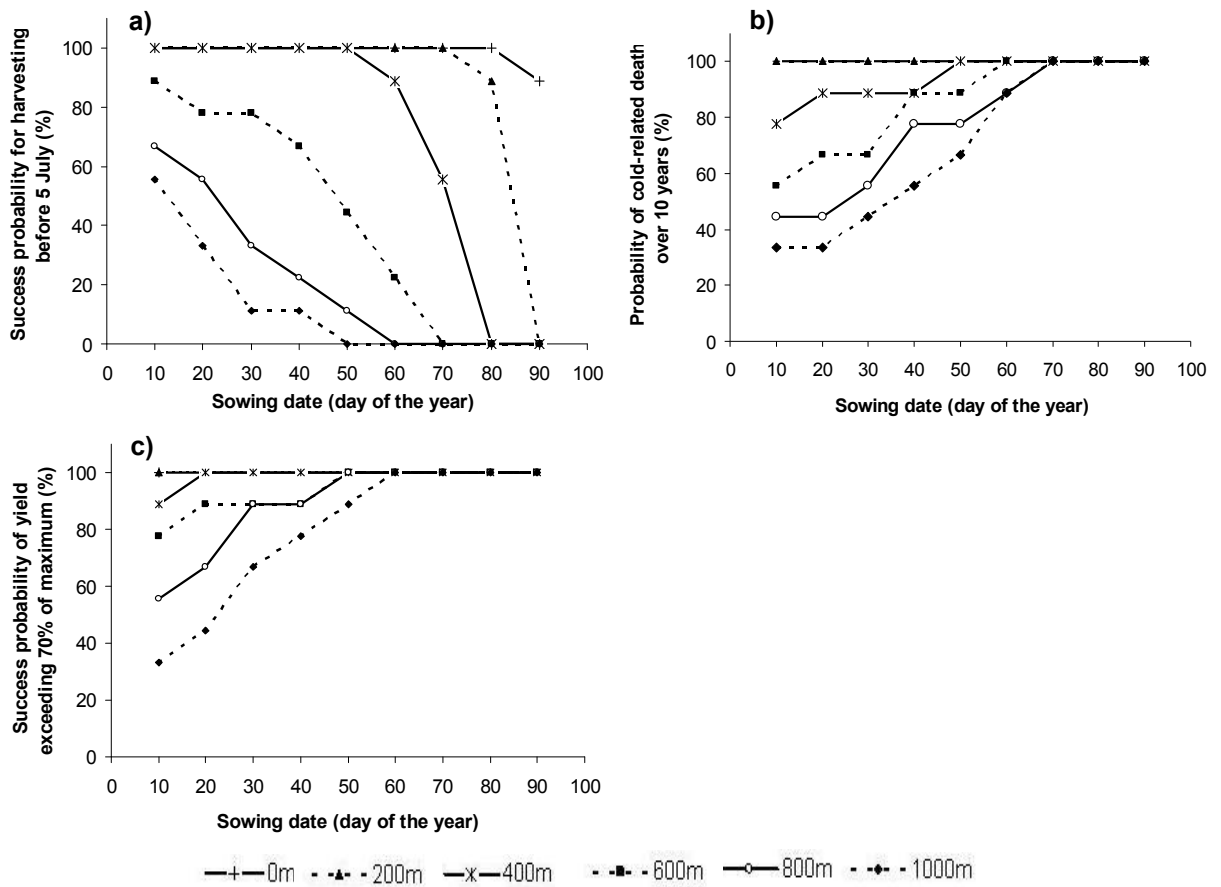 a)
Success probability for harvesting
before 5 July (%)
100
80
60
40
20
0
0 10 20 30 40 50 60 70 80 90 100
Sowing date (day of the year)
b)
Probability of cold-related death
over 10 years (%)
100
80
60
40
20
0
0 10 20 30 40 50 60 70 80 90 100
Sowing date (day of the year)
c)
Success probability of yield
exceeding 70% of maximum (%)
100
80
60
40
20
0
0 10 20 30 40 50 60 70 80 90 100
Sowing date (day of the year)
0m 200m 400m 600m 800m 1000m